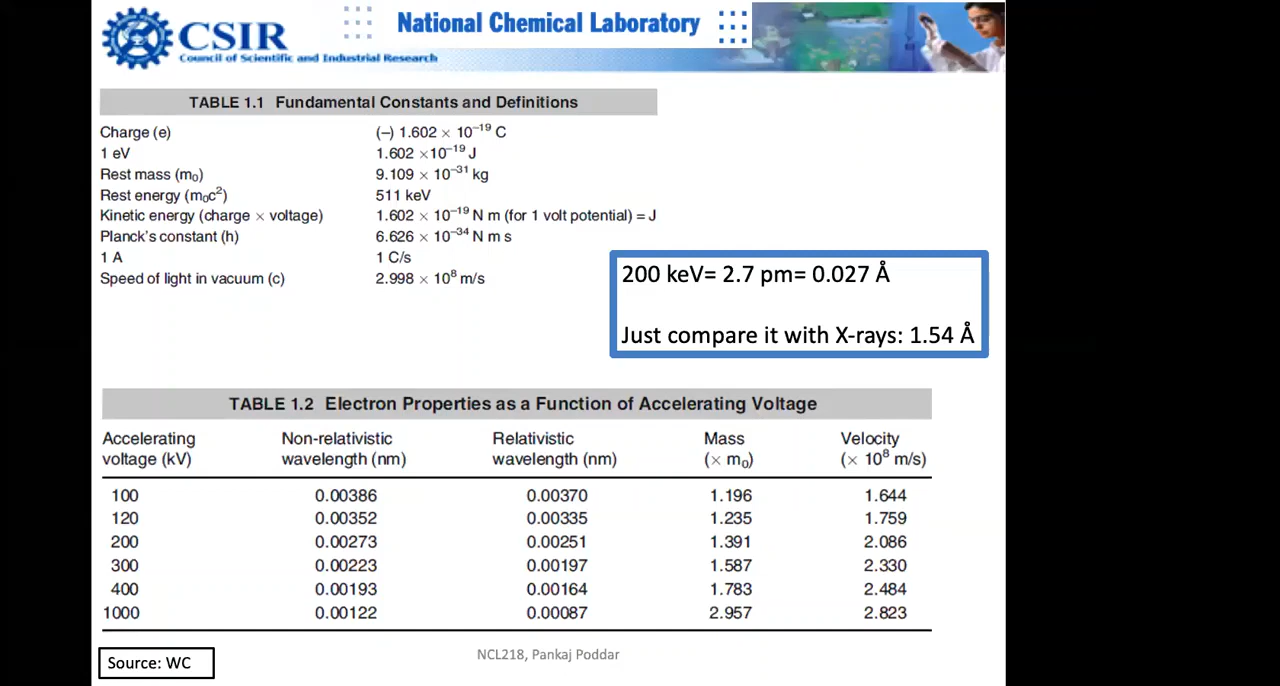 CSIR
Council of Scientific and Industrial Research
National Chemical Laboratory
TABLE 1.1 Fundamental Constants and Definitions
Charge (e) (–) 1.602 × 10⁻¹⁹ C
1 eV 1.602 ×10⁻¹⁹ J
Rest mass (m₀) 9.109 × 10⁻³¹ kg
Rest energy (m₀c²) 511 keV
Kinetic energy (charge × voltage) 1.602 × 10⁻¹⁹ N m (for 1 volt potential) = J
Planck's constant (h) 6.626 × 10⁻³⁴ N m s
1 A 1 C/s
Speed of light in vacuum (c) 2.998 × 10⁸ m/s
200 keV= 2.7 pm= 0.027 Å
Just compare it with X-rays: 1.54 Å
TABLE 1.2 Electron Properties as a Function of Accelerating Voltage
Accelerating Non-relativistic Relativistic Mass Velocity
voltage (kV) wavelength (nm) wavelength (nm) (× m₀) (× 10⁸ m/s)
100 0.00386 0.00370 1.196 1.644
120 0.00352 0.00335 1.235 1.759
200 0.00273 0.00251 1.391 2.086
300 0.00223 0.00197 1.587 2.330
400 0.00193 0.00164 1.783 2.484
1000 0.00122 0.00087 2.957 2.823
Source: WC
NCL218, Pankaj Poddar